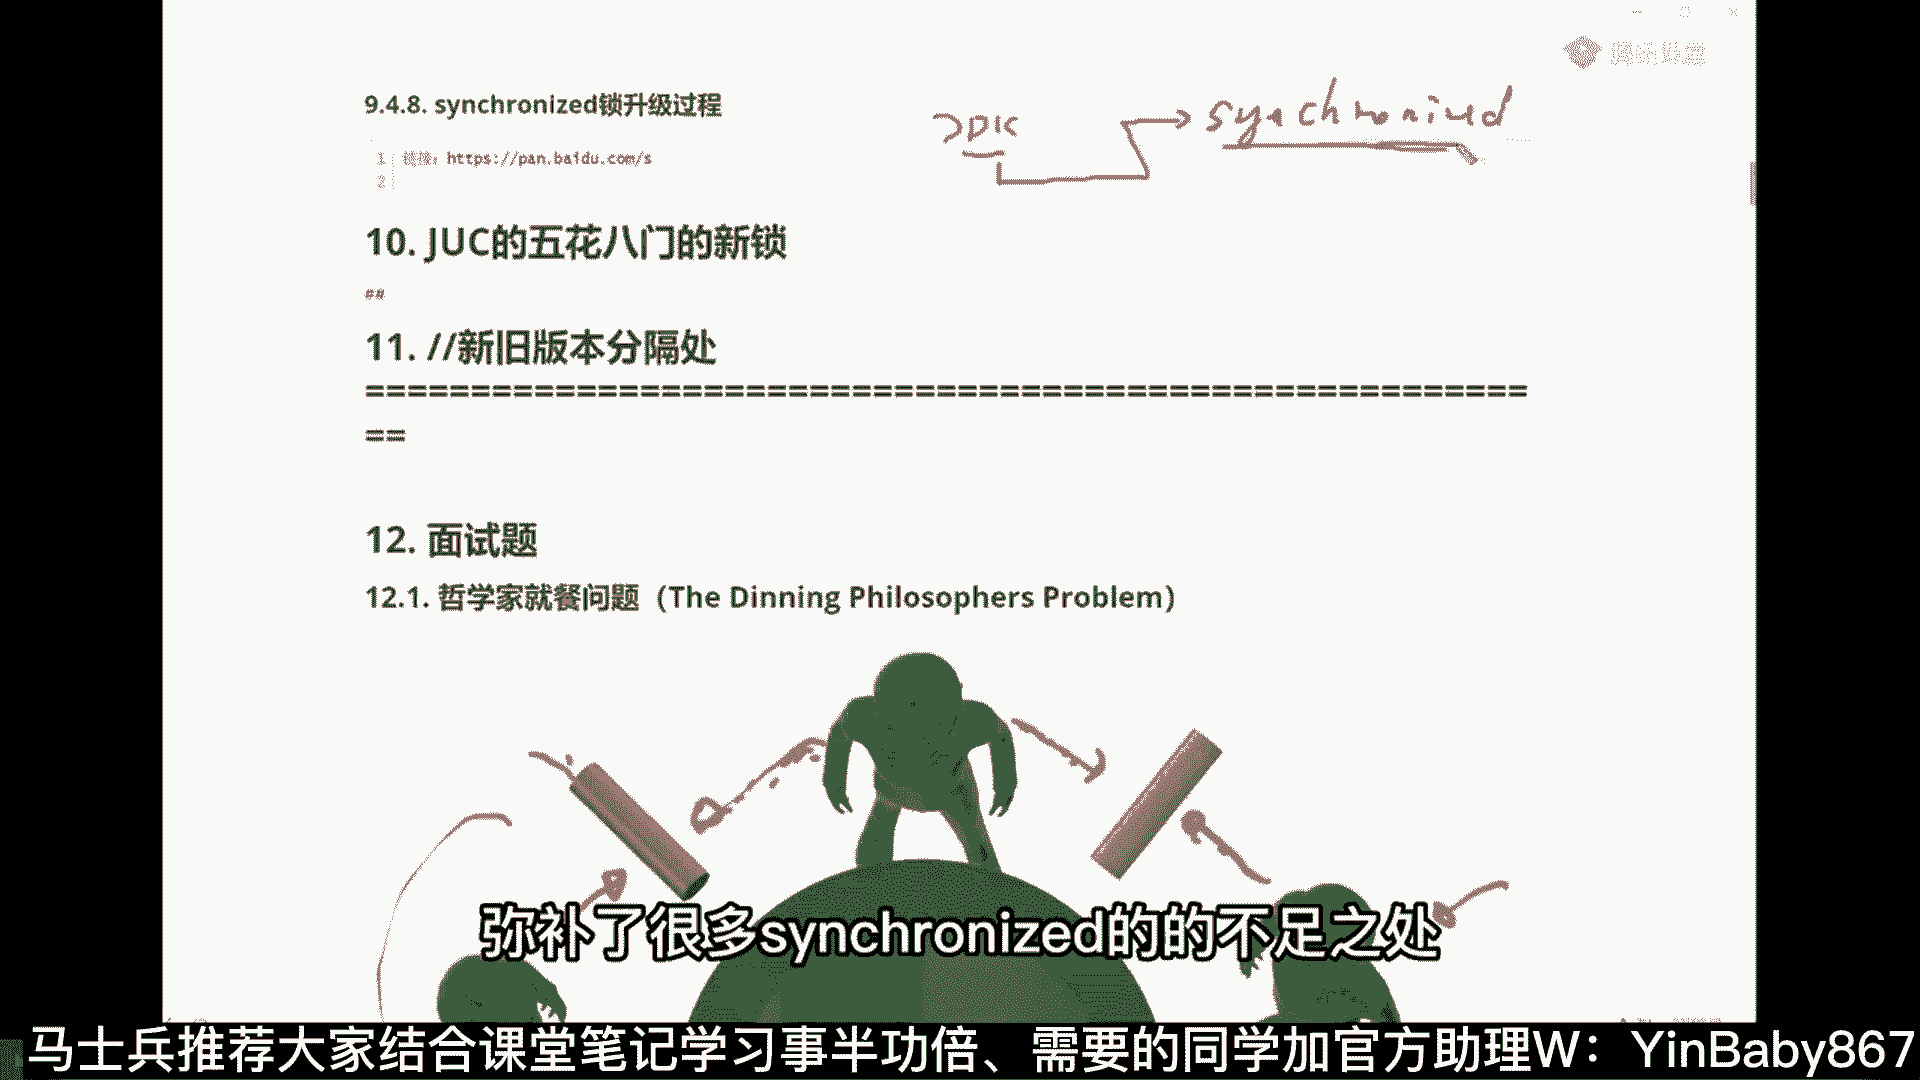 腾讯课堂
9.4.8. synchronized锁升级过程
JDK
synchronized
1 链接：https://pan.baidu.com/s
2
10. JUC的五花八门的新锁
##
11. //新旧版本分隔处
=======================================================
==
12. 面试题
12.1. 哲学家就餐问题（The Dinning Philosophers Problem）
弥补了很多synchronized的的不足之处
马士兵推荐大家结合课堂笔记学习事半功倍、需要的同学加官方助理W：YinBaby867